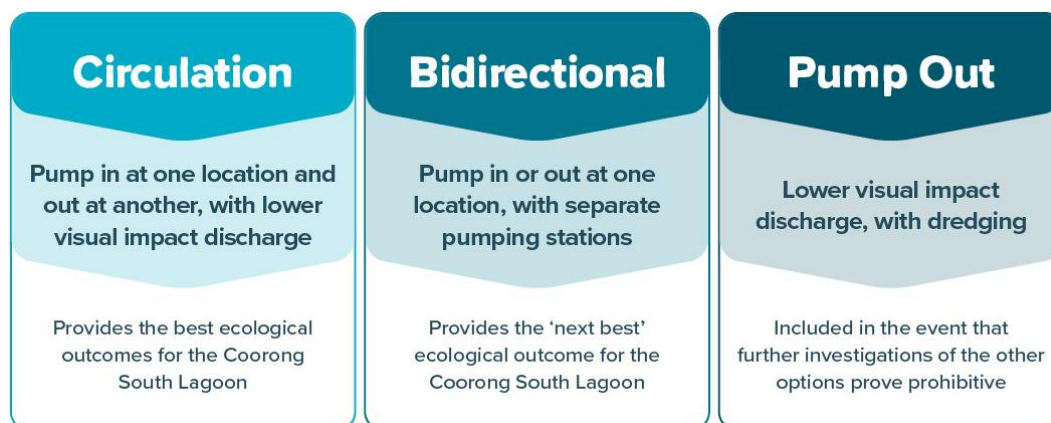 Circulation
Pump in at one location and
out at another, with lower
visual impact discharge
Provides the best ecological
outcomes for the Coorong
South Lagoon
Bidirectional
Pump in or out at one
location, with separate
pumping stations
Provides the ‘next best’
ecological outcome for the
Coorong South Lagoon
Pump Out
Lower visual impact
discharge, with dredging
Included in the event that
further investigations of the other
options prove prohibitive